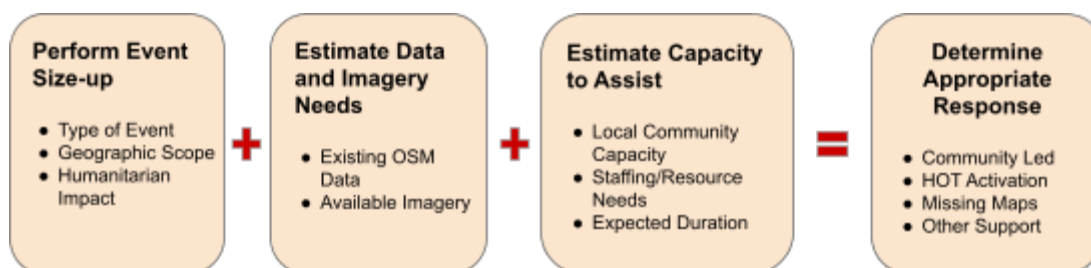 Perform Event
Size-up
● Type of Event
● Geographic Scope
● Humanitarian
Impact
+
Estimate Data
and Imagery
Needs
● Existing OSM
Data
● Available Imagery
+
Estimate Capacity
to Assist
● Local Community
Capacity
● Staffing/Resource
Needs
● Expected Duration
=
Determine
Appropriate
Response
● Community Led
● HOT Activation
● Missing Maps
● Other Support